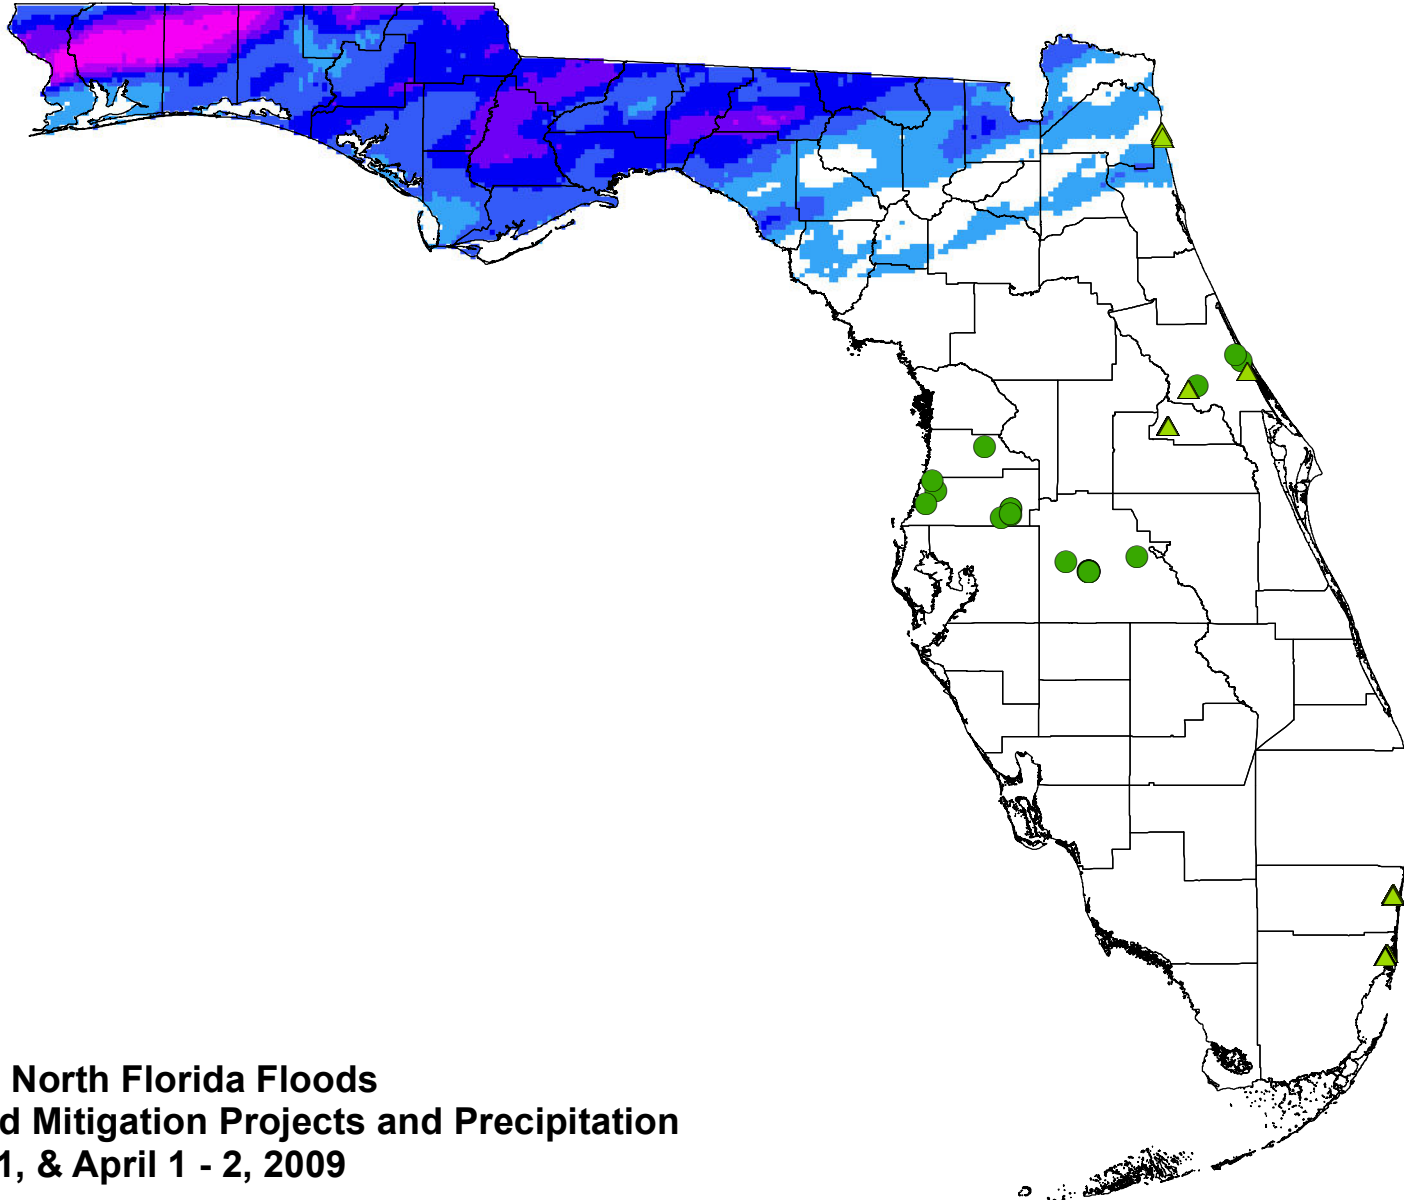 North Florida Floods
d Mitigation Projects and Precipitation
1, & April 1 - 2, 2009